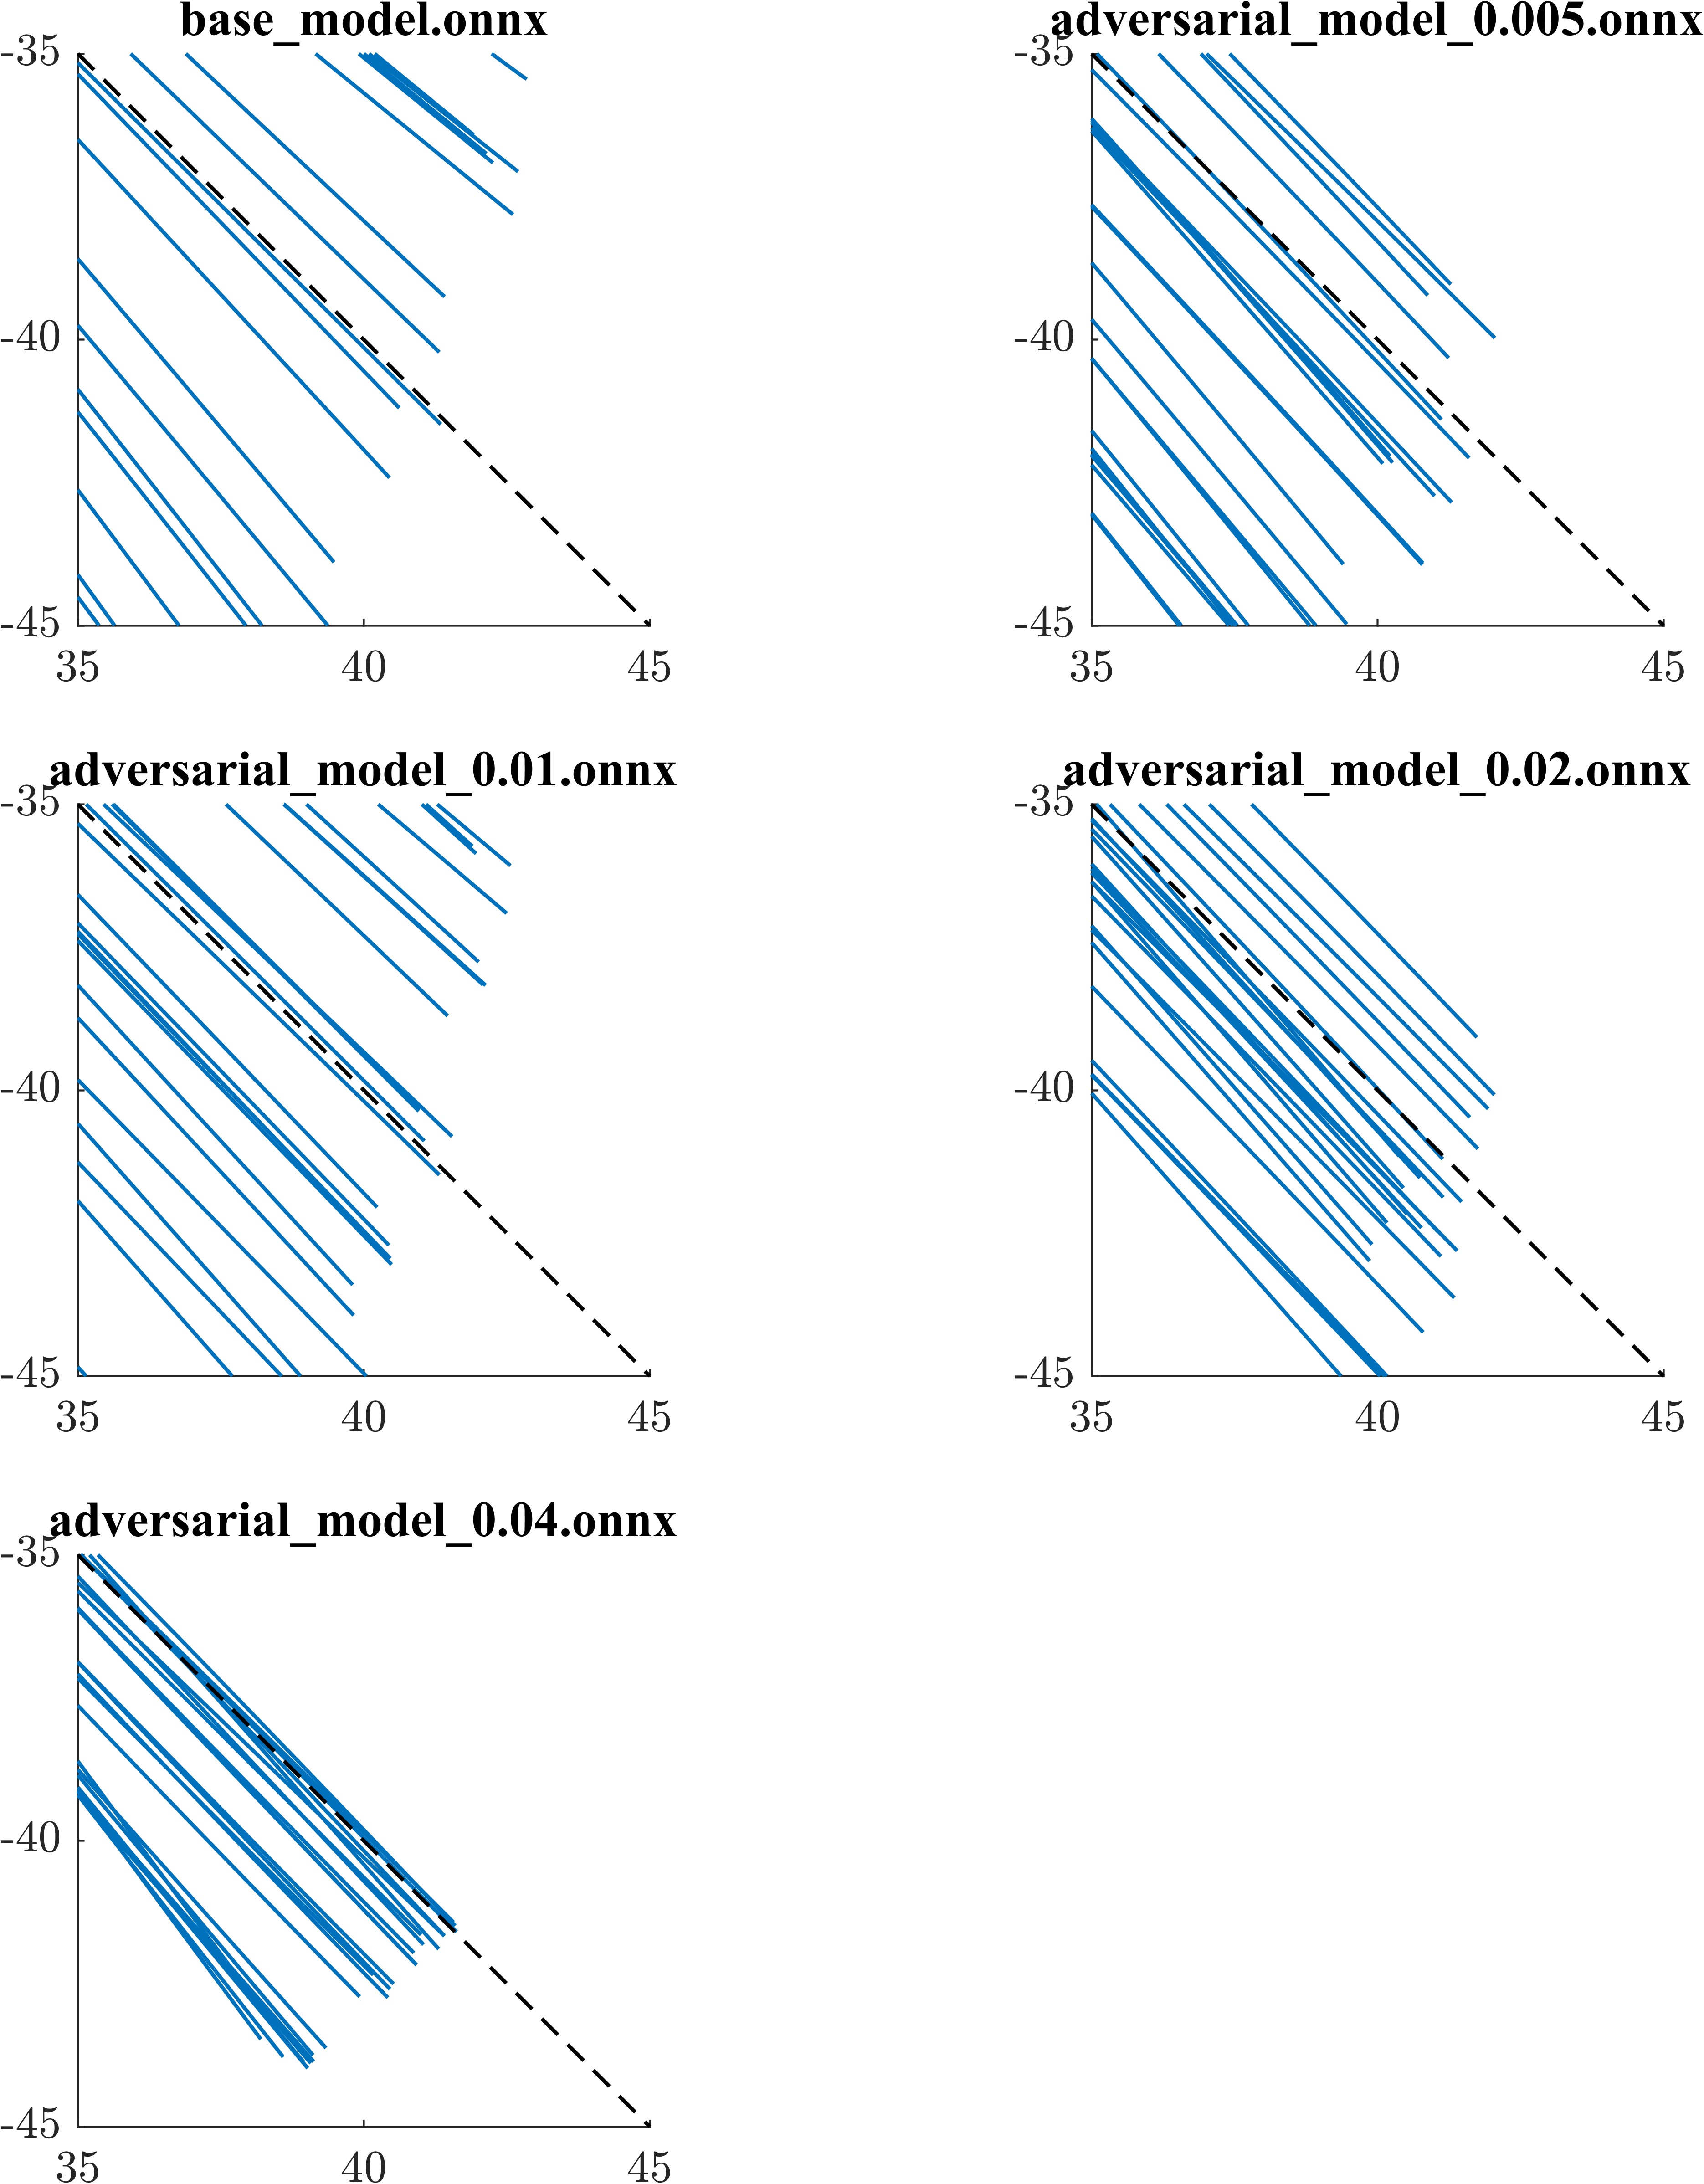 base_model.onnx
-35
-40
-45
35 40 45
adversarial_model_0.005.onnx
-35
-40
-45
35 40 45
adversarial_model_0.01.onnx
-35
-40
-45
35 40 45
adversarial_model_0.02.onnx
-35
-40
-45
35 40 45
adversarial_model_0.04.onnx
-35
-40
-45
35 40 45